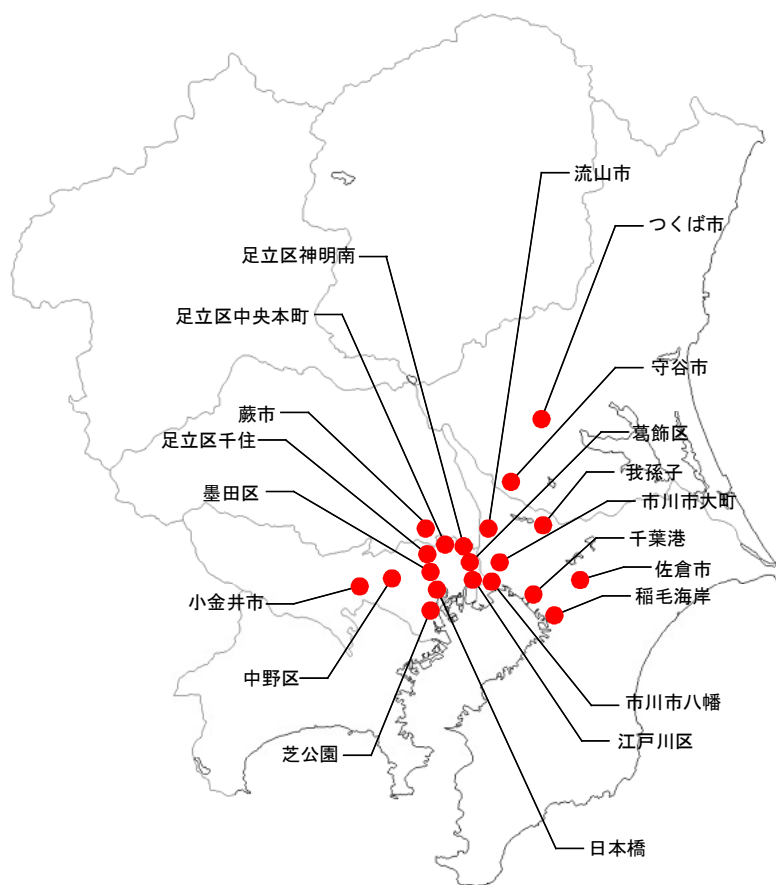 流山市
つくば市
足立区神明南
足立区中央本町
守谷市
蕨市
葛飾区
足立区千住
我孫子
墨田区
市川市大町
千葉港
佐倉市
小金井市
稲毛海岸
中野区
市川市八幡
江戸川区
芝公園
日本橋